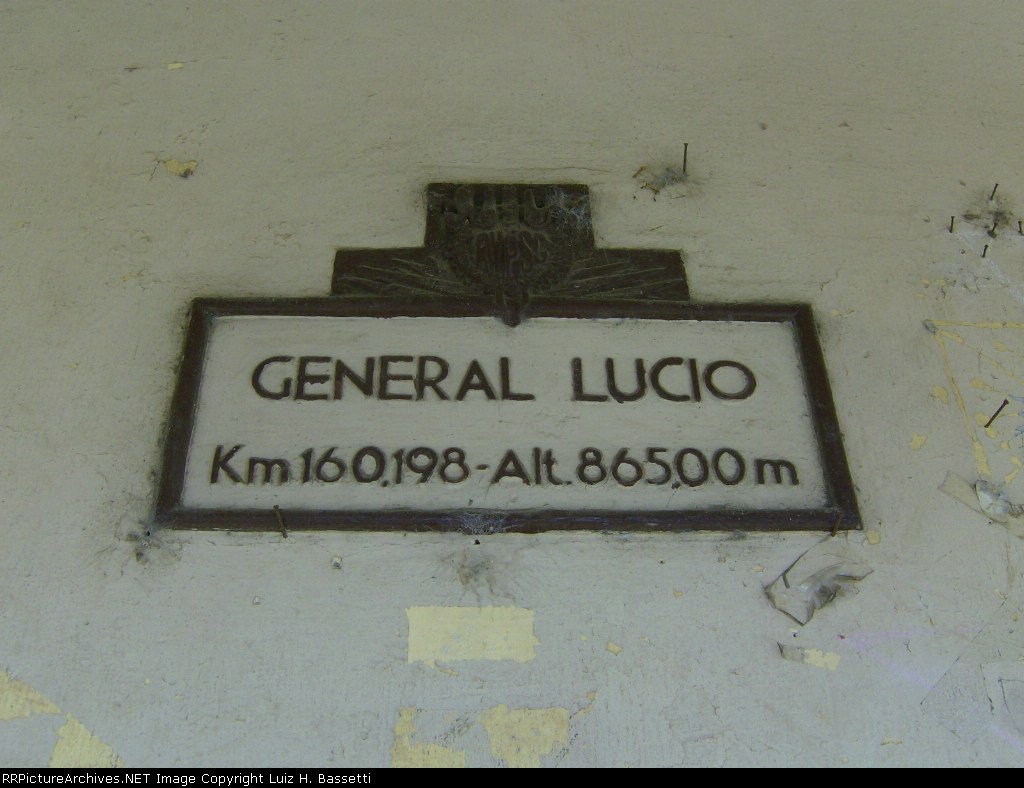 GENERAL LUCIO
Km 160,198 - Alt. 865,00 m
RRPictureArchives.NET Image Copyright Luiz H. Bassetti